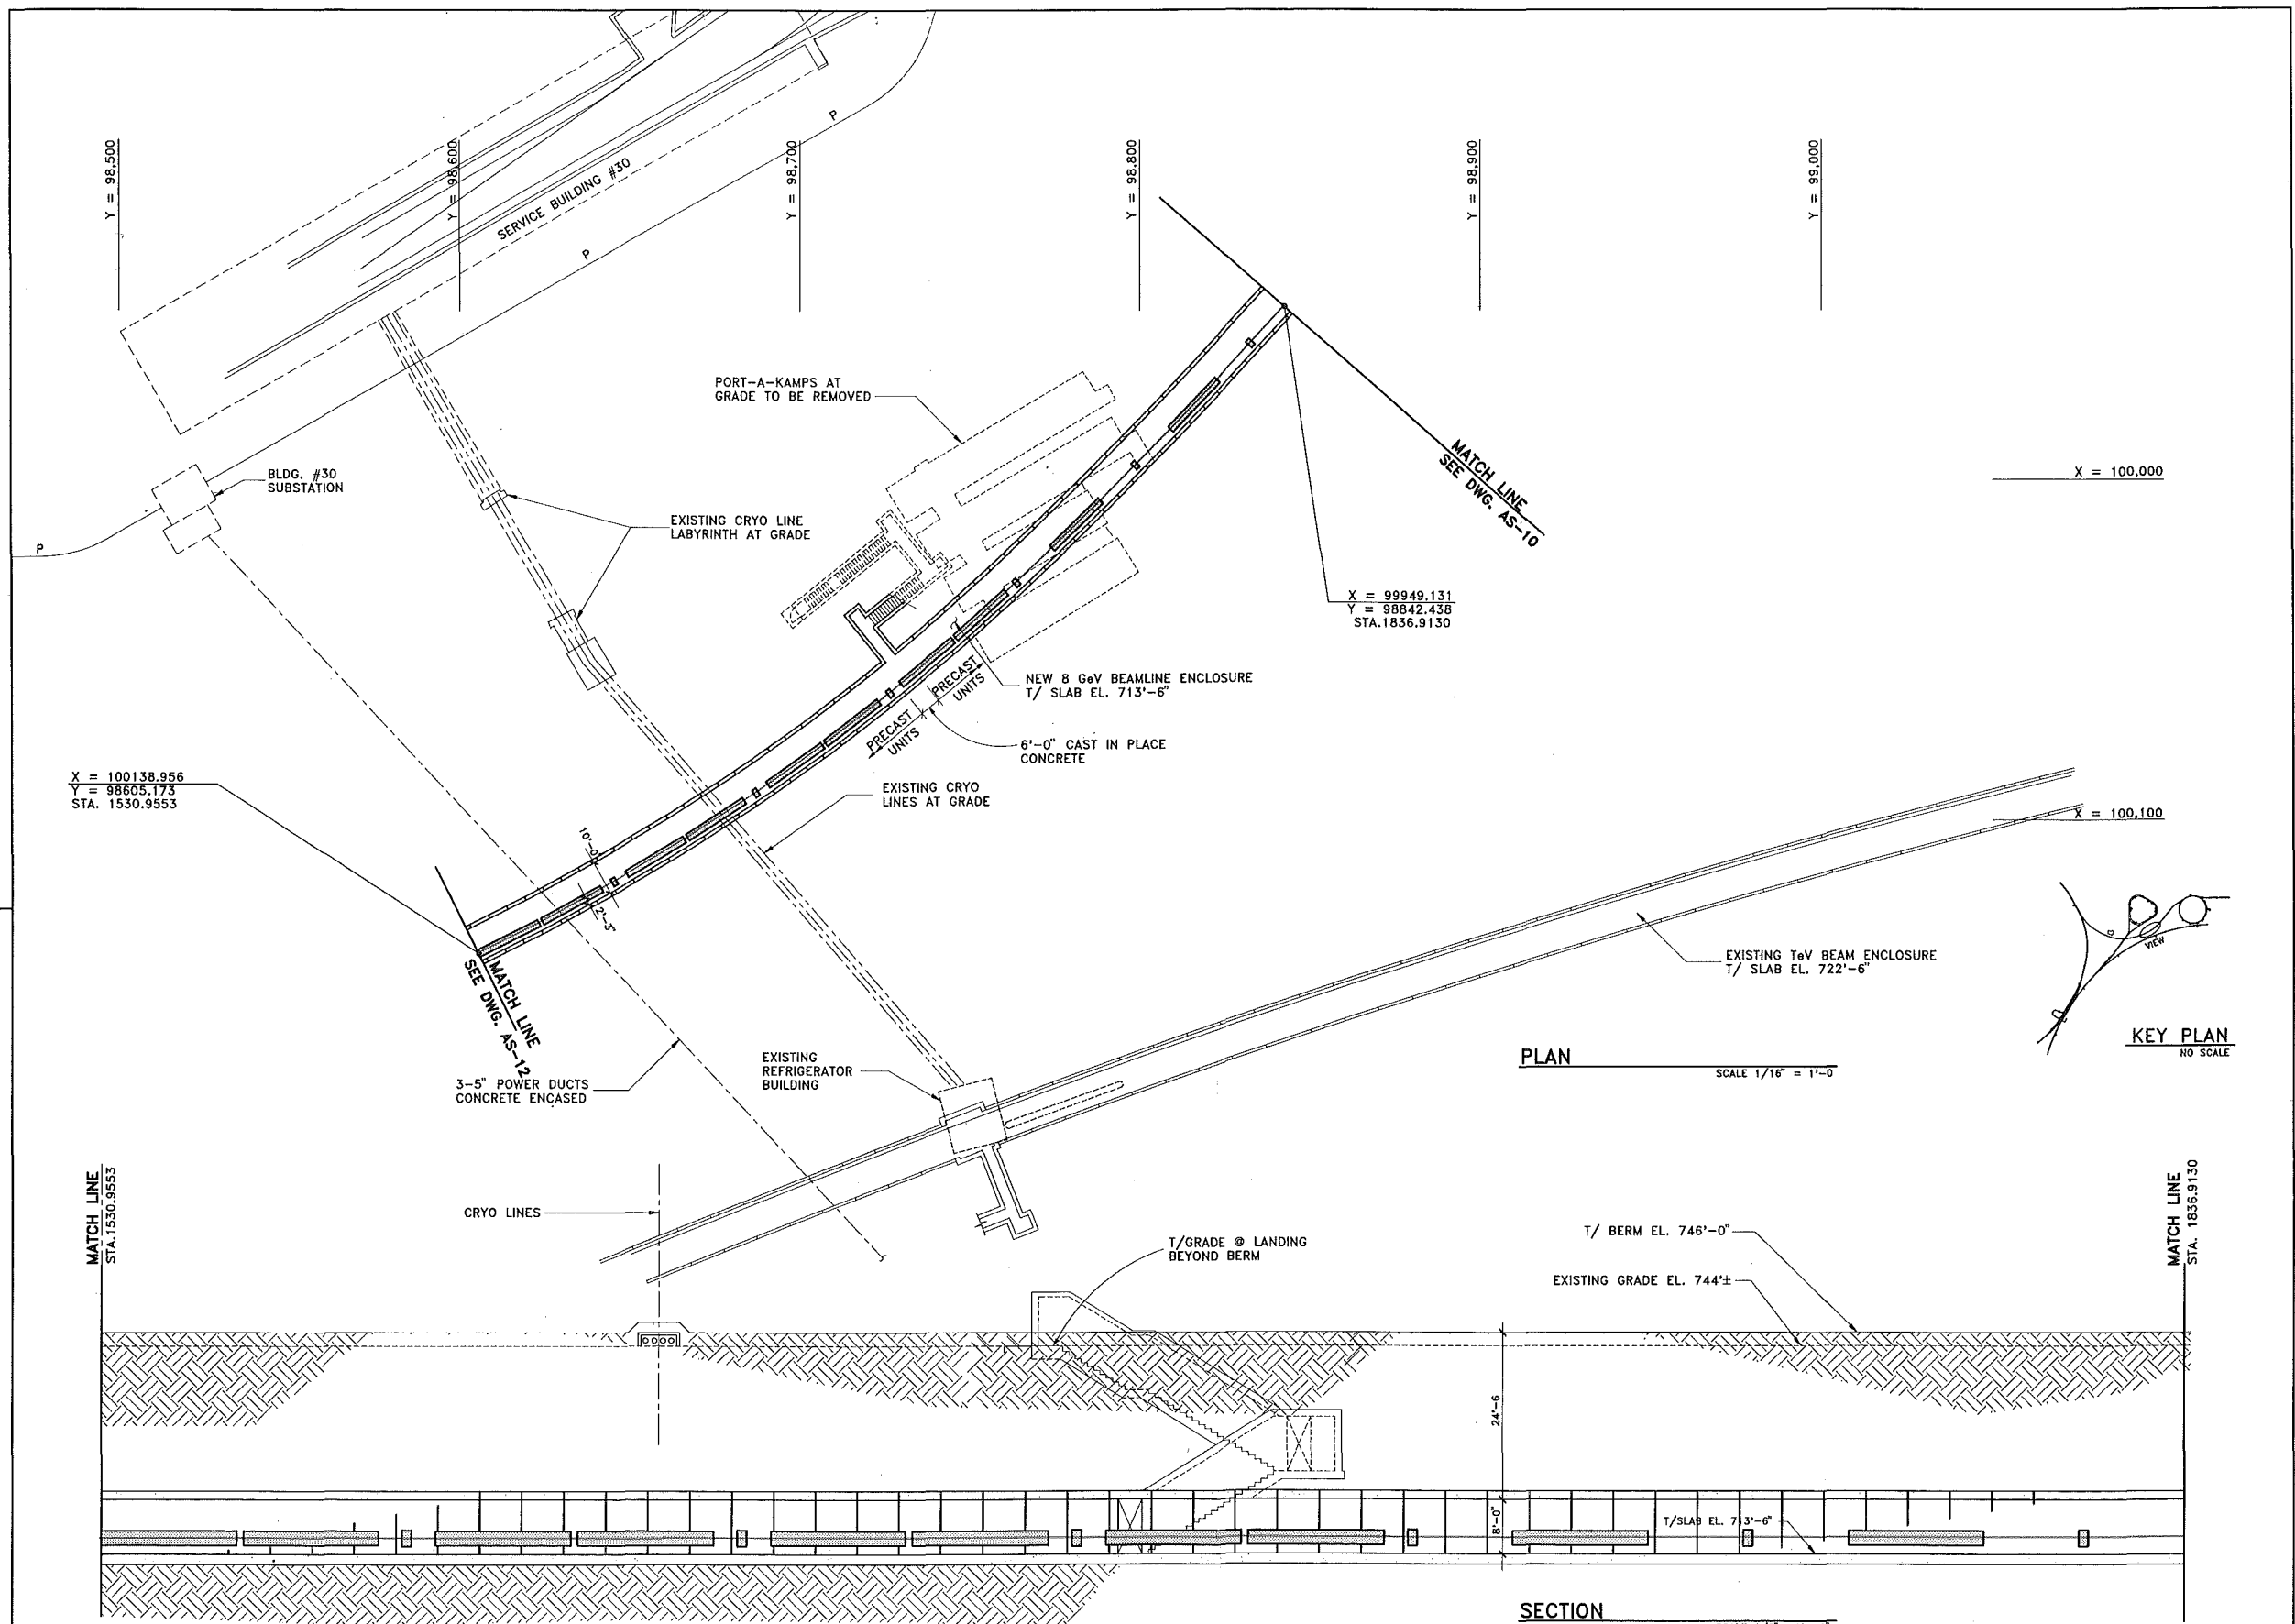 Y = 98,500
Y = 98,600
Y = 98,700
Y = 98,800
Y = 98,900
Y = 99,000
SERVICE BUILDING #30
P
P
P
PORT-A-KAMPS AT
GRADE TO BE REMOVED
BLDG. #30
SUBSTATION
EXISTING CRYO LINE
LABYRINTH AT GRADE
MATCH LINE
SEE DWG. AS-10
X = 100,000
X = 99949.131
Y = 98842.438
STA.1836.9130
NEW 8 GeV BEAMLINE ENCLOSURE
T/ SLAB EL. 713'-6"
PRECAST
UNITS
PRECAST
UNITS
6'-0" CAST IN PLACE
CONCRETE
X = 100138.956
Y = 98605.173
STA. 1530.9553
EXISTING CRYO
LINES AT GRADE
X = 100,100
10'-0"
2'-3"
MATCH LINE
SEE DWG. AS-12
EXISTING TeV BEAM ENCLOSURE
T/ SLAB EL. 722'-6"
VIEW
KEY PLAN
NO SCALE
PLAN
SCALE 1/16" = 1'-0
3-5" POWER DUCTS
CONCRETE ENCASED
EXISTING
REFRIGERATOR
BUILDING
MATCH LINE
STA.1530.9553
CRYO LINES
T/GRADE @ LANDING
BEYOND BERM
T/ BERM EL. 746'-0"
EXISTING GRADE EL. 744'±
MATCH LINE
STA. 1836.9130
24'-6
8'-0"
T/SLAB EL. 713'-6"
SECTION